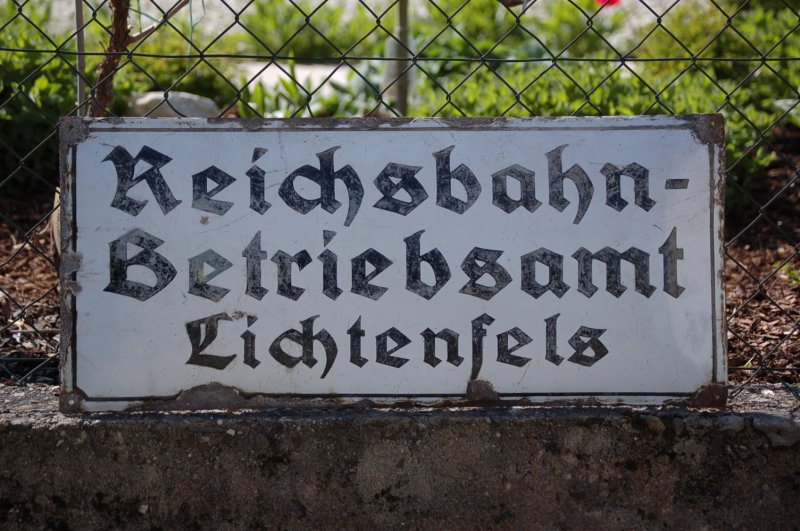 Reichsbahn-
Betriebsamt
Lichtenfels